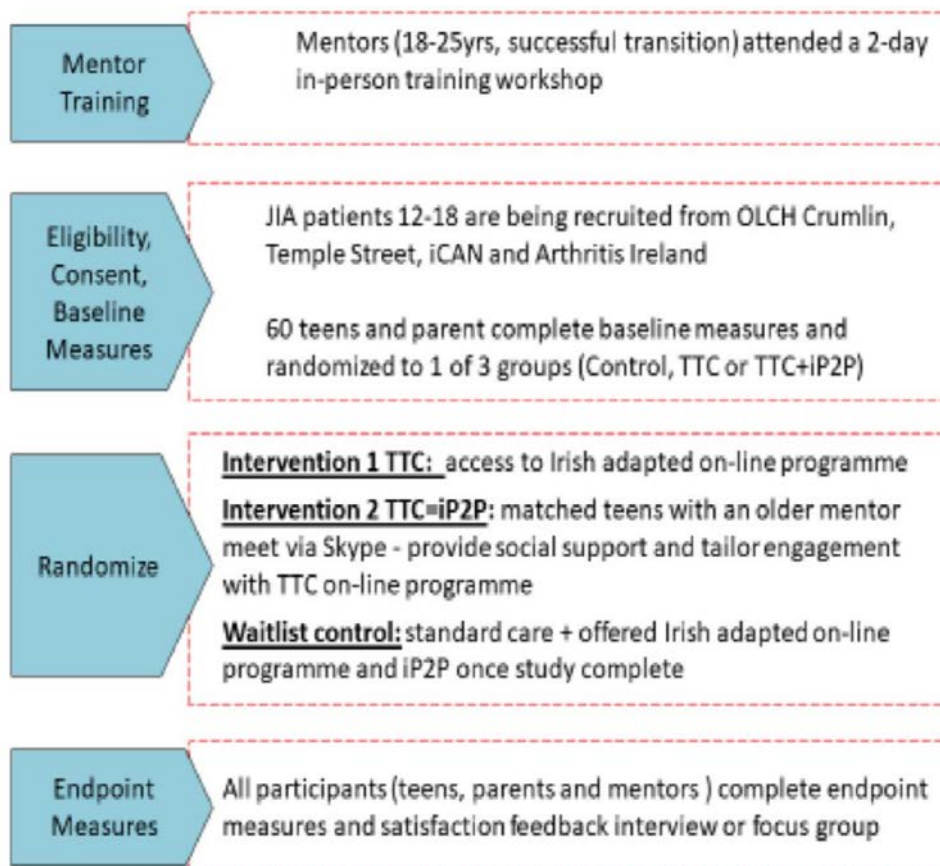 Mentor
Training
Mentors (18-25yrs, successful transition) attended a 2-day
in-person training workshop
Eligibility,
Consent,
Baseline
Measures
JIA patients 12-18 are being recruited from OLCH Crumlin,
Temple Street, iCAN and Arthritis Ireland
60 teens and parent complete baseline measures and
randomized to 1 of 3 groups (Control, TTC or TTC+iP2P)
Randomize
Intervention 1 TTC: access to Irish adapted on-line programme
Intervention 2 TTC=iP2P: matched teens with an older mentor
meet via Skype - provide social support and tailor engagement
with TTC on-line programme
Waitlist control: standard care + offered Irish adapted on-line
programme and iP2P once study complete
Endpoint
Measures
All participants (teens, parents and mentors ) complete endpoint
measures and satisfaction feedback interview or focus group